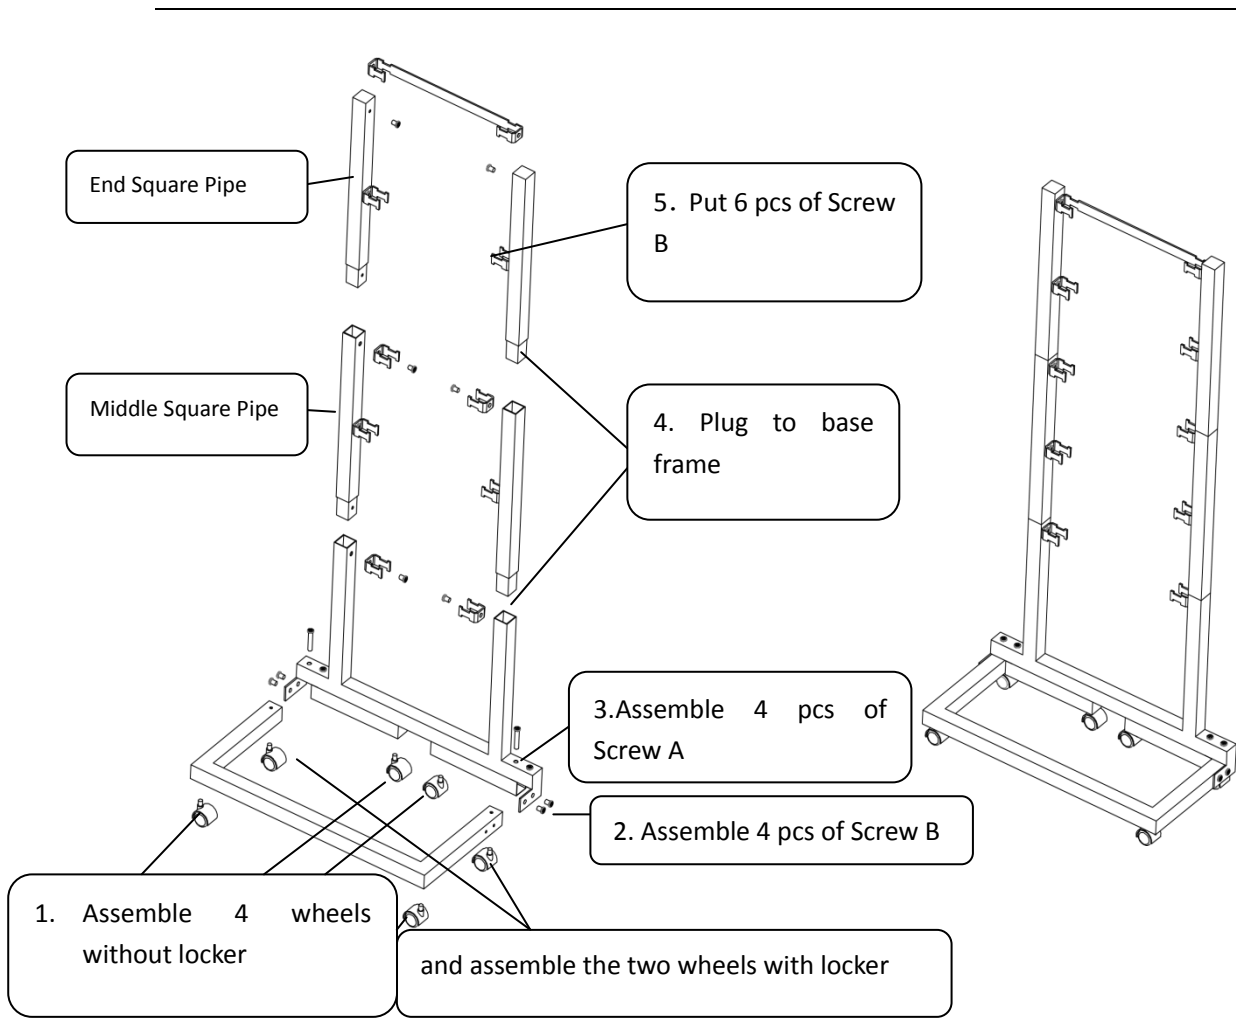 End Square Pipe
5. Put 6 pcs of Screw
B
Middle Square Pipe
4. Plug to base
frame
3.Assemble 4 pcs of
Screw A
2. Assemble 4 pcs of Screw B
1. Assemble 4 wheels
without locker
and assemble the two wheels with locker